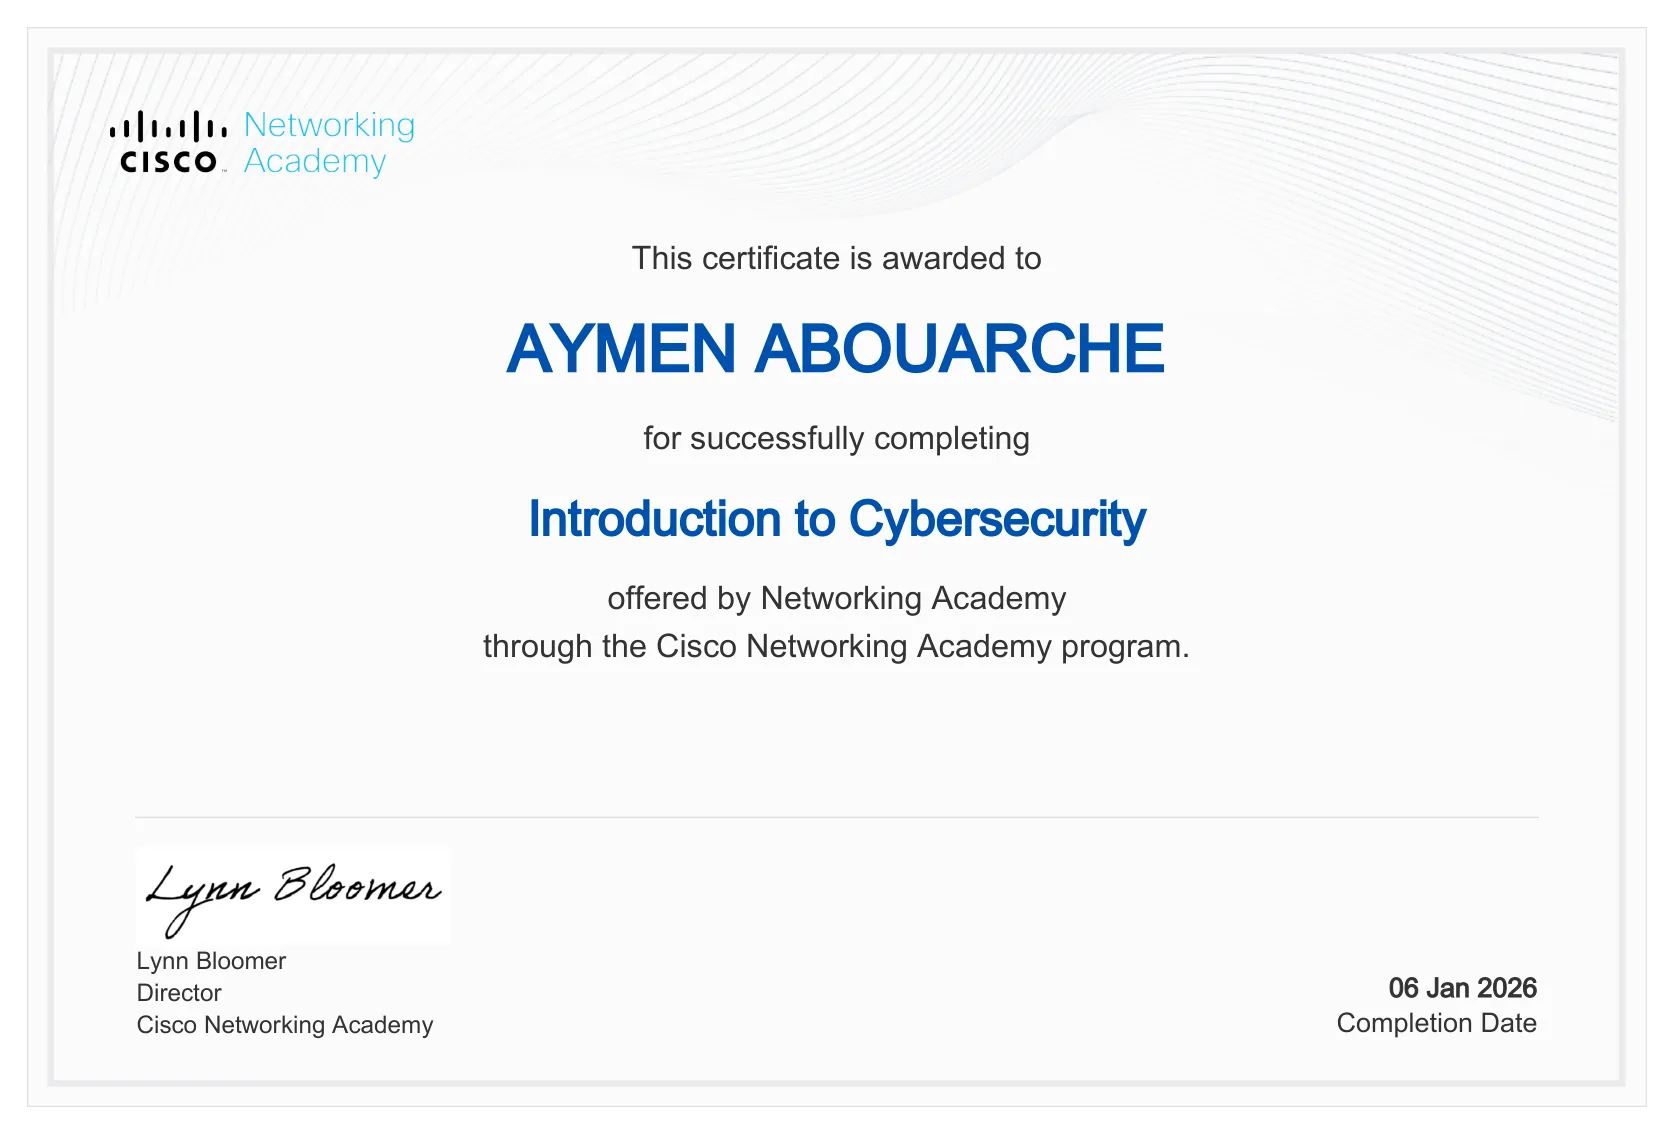 CISCO
Networking
Academy
This certificate is awarded to
AYMEN ABOUARCHE
for successfully completing
Introduction to Cybersecurity
offered by Networking Academy
through the Cisco Networking Academy program.
Lynn Bloomer
Lynn Bloomer
Director
Cisco Networking Academy
06 Jan 2026
Completion Date